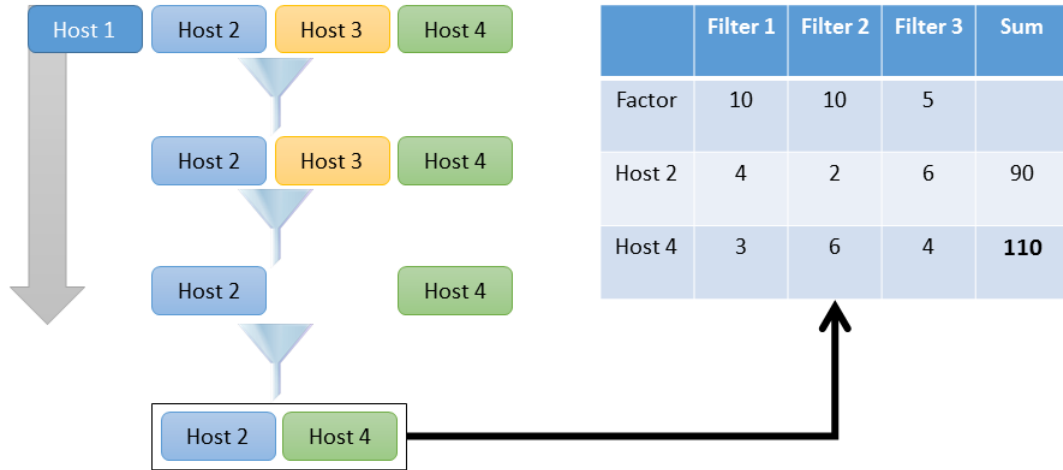 Host 1 Host 2 Host 3 Host 4
Host 2 Host 3 Host 4
Host 2 Host 4
Host 2 Host 4
Filter 1 Filter 2 Filter 3 Sum
Factor 10 10 5
Host 2 4 2 6 90
Host 4 3 6 4 110